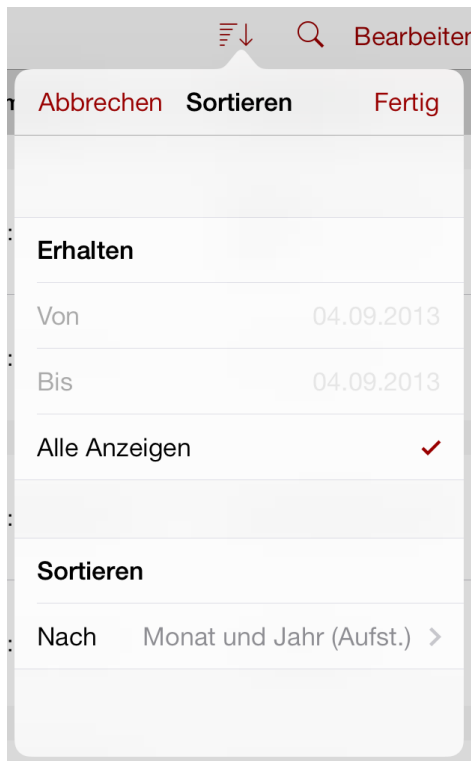 Bearbeiten
Abbrechen Sortieren Fertig
Erhalten
Von 04.09.2013
Bis 04.09.2013
Alle Anzeigen
Sortieren
Nach Monat und Jahr (Aufst.)